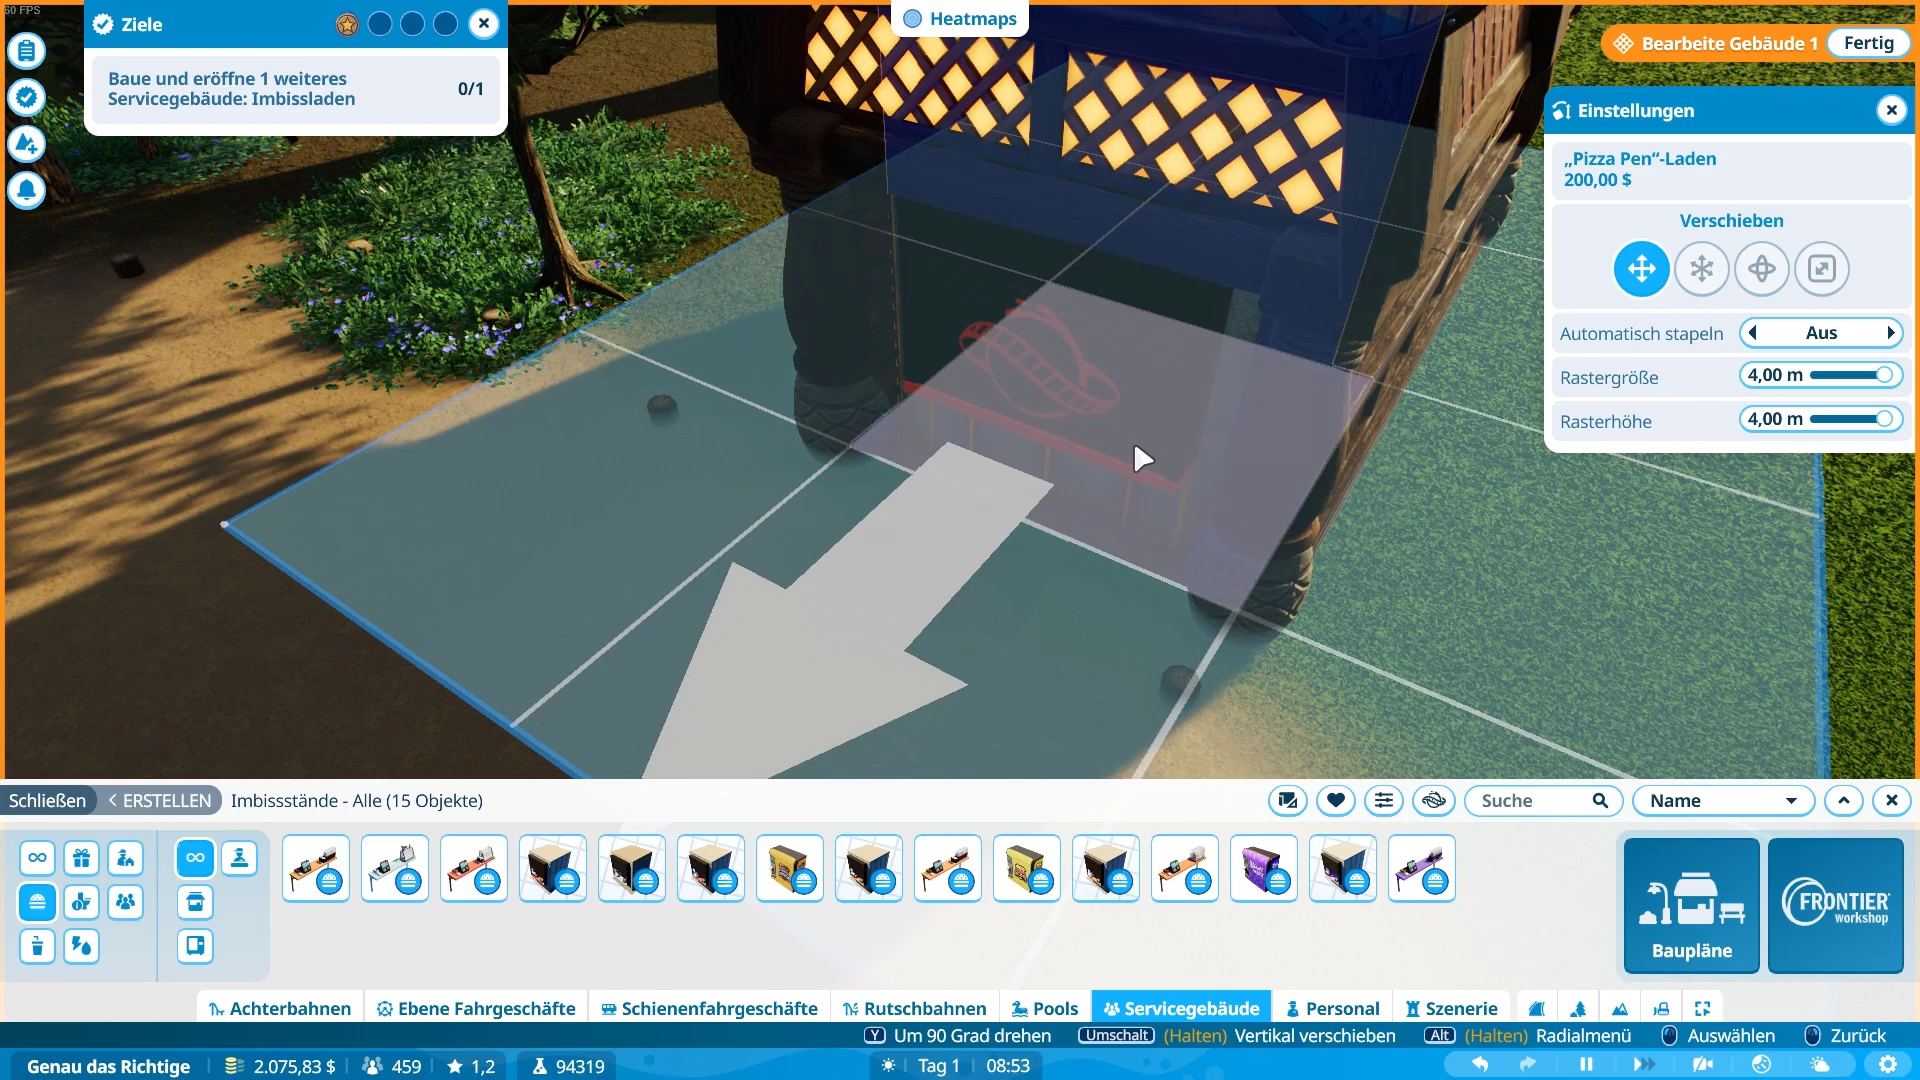 60 FPS
Ziele
Baue und eröffne 1 weiteres
Servicegebäude: Imbissladen
0/1
Heatmaps
Bearbeite Gebäude 1
Fertig
Einstellungen
„Pizza Pen“-Laden
200,00 $
Verschieben
Automatisch stapeln
Aus
Rastergröße
4,00 m
Rasterhöhe
4,00 m
Schließen
ERSTELLEN
Imbissstände - Alle (15 Objekte)
Suche
Name
Baupläne
FRONTIER
workshop
Achterbahnen
Ebene Fahrgeschäfte
Schienenfahrgeschäfte
Rutschbahnen
Pools
Servicegebäude
Personal
Szenerie
Y Um 90 Grad drehen
Umschalt (Halten) Vertikal verschieben
Alt (Halten) Radialmenü
Auswählen
Zurück
Genau das Richtige
2.075,83 $
459
1,2
94319
Tag 1
08:53